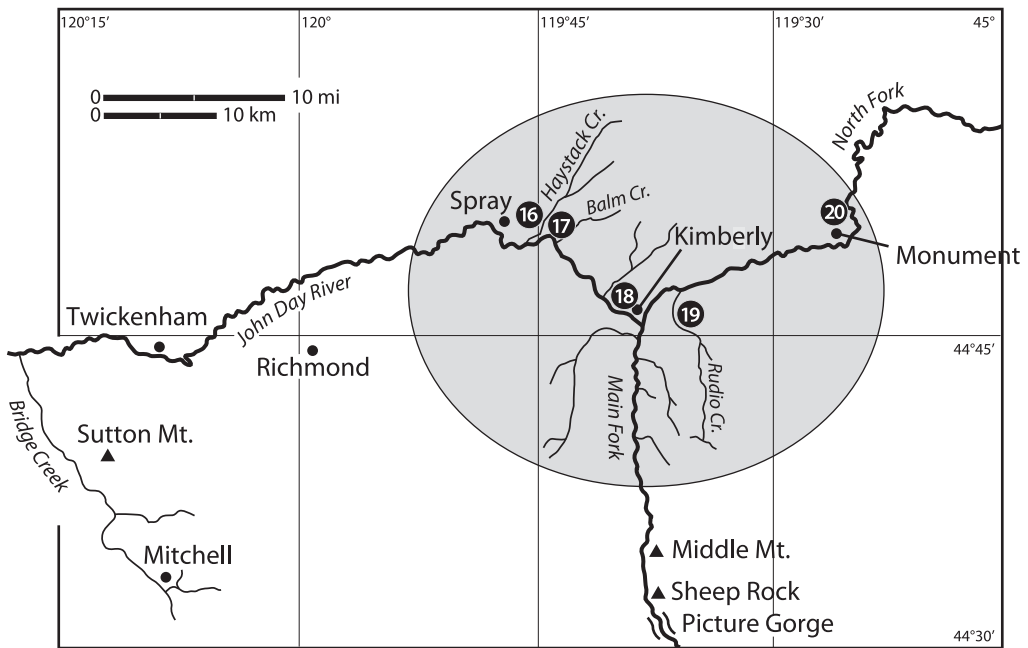 120°15′
120°
119°45′
119°30′
45°
0 10 mi
0 10 km
North Fork
Haystack Cr.
Spray
16
17
Balm Cr.
20
Kimberly
Monument
18
19
John Day River
Twickenham
Richmond
44°45′
Main Fork
Rudio Cr.
Bridge Creek
Sutton Mt.
Mitchell
Middle Mt.
Sheep Rock
Picture Gorge
44°30′